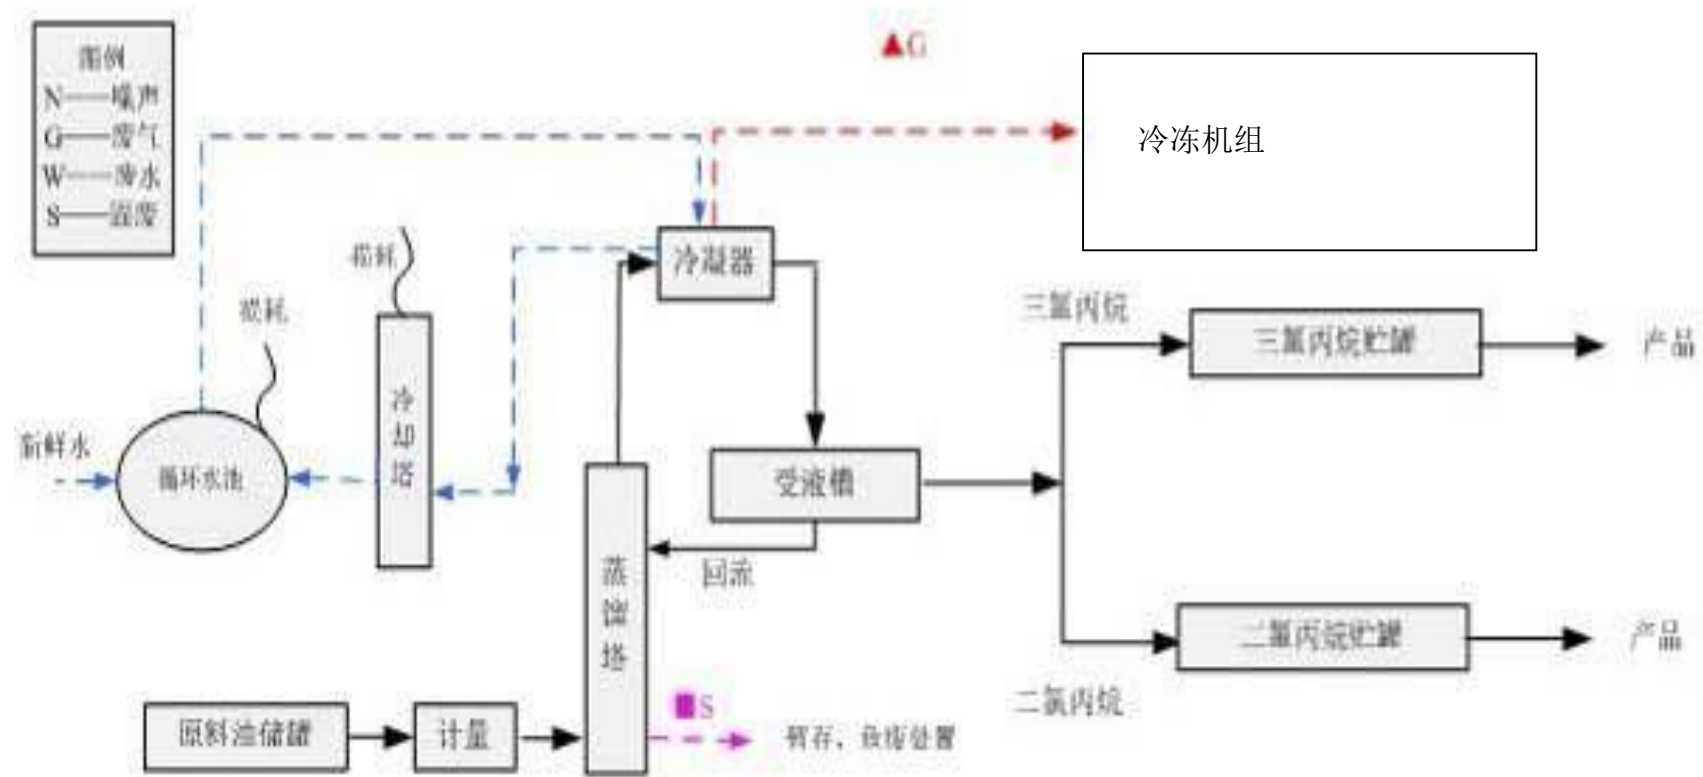 图例
N——噪声
G——废气
W——废水
S——固废
▲G
冷冻机组
冷凝器
损耗
损耗
三氯丙烷
三氯丙烷贮罐
产品
冷却塔
新鲜水
循环水池
受液槽
回流
蒸馏塔
二氯丙烷贮罐
产品
二氯丙烷
■S
原料油储罐
计量
暂存，危废处置